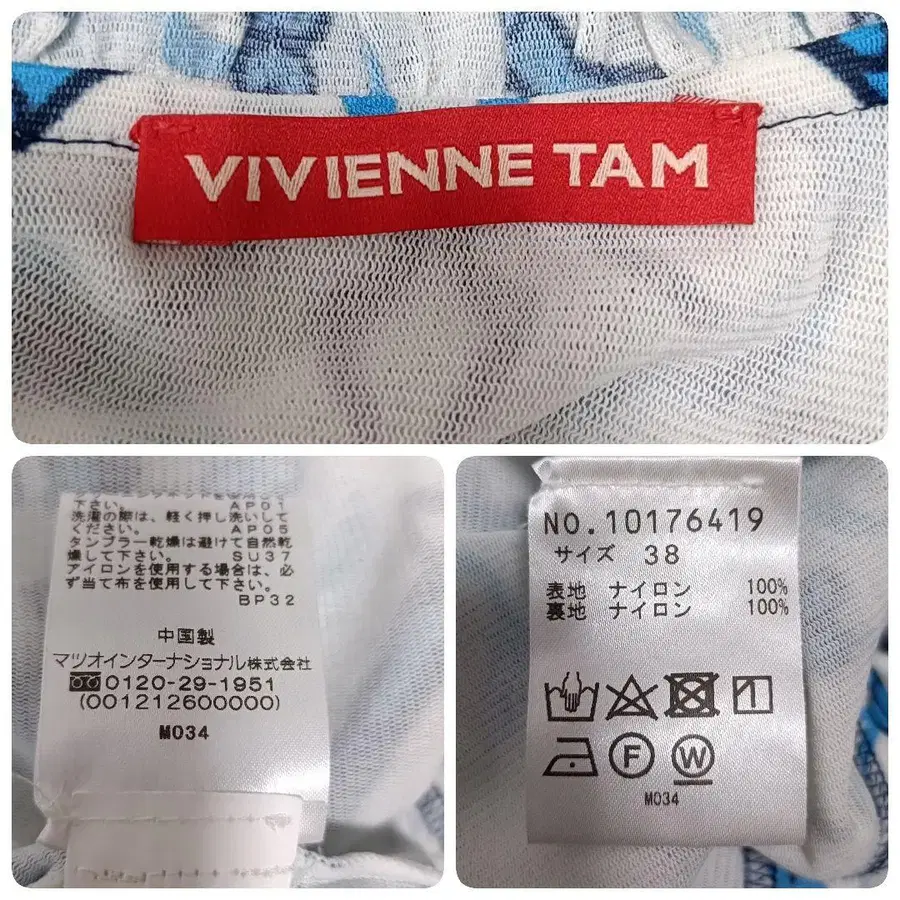 VIVIENNE TAM
下さい。 AP01
洗濯の際は、軽く押し洗いして
ください。 AP05
タンブラー乾燥は避けて自然乾
燥して下さい。 SU37
アイロンを使用する場合は、必
ず当て布を使用して下さい。
BP32
中国製
マツオインターナショナル株式会社
0120-29-1951
(001212600000)
M034
NO.10176419
サイズ 38
表地 ナイロン 100%
裏地 ナイロン 100%
F
W
M034